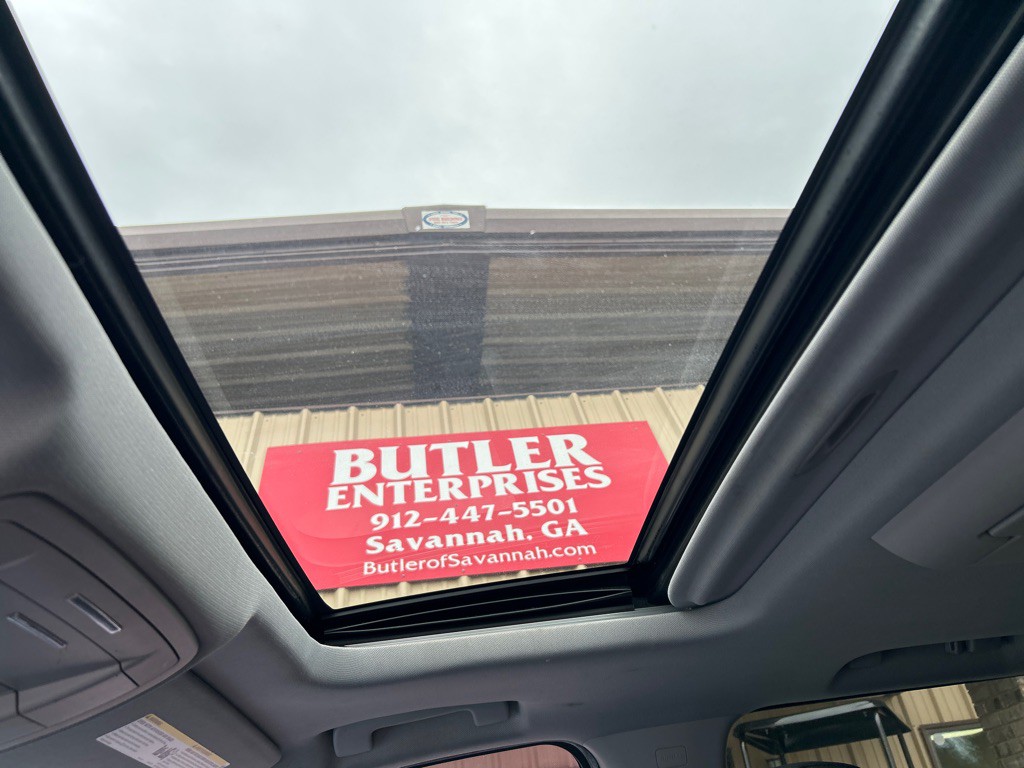 BUTLER
ENTERPRISES
912-447-5501
Savannah, GA
ButlerofSavannah.com